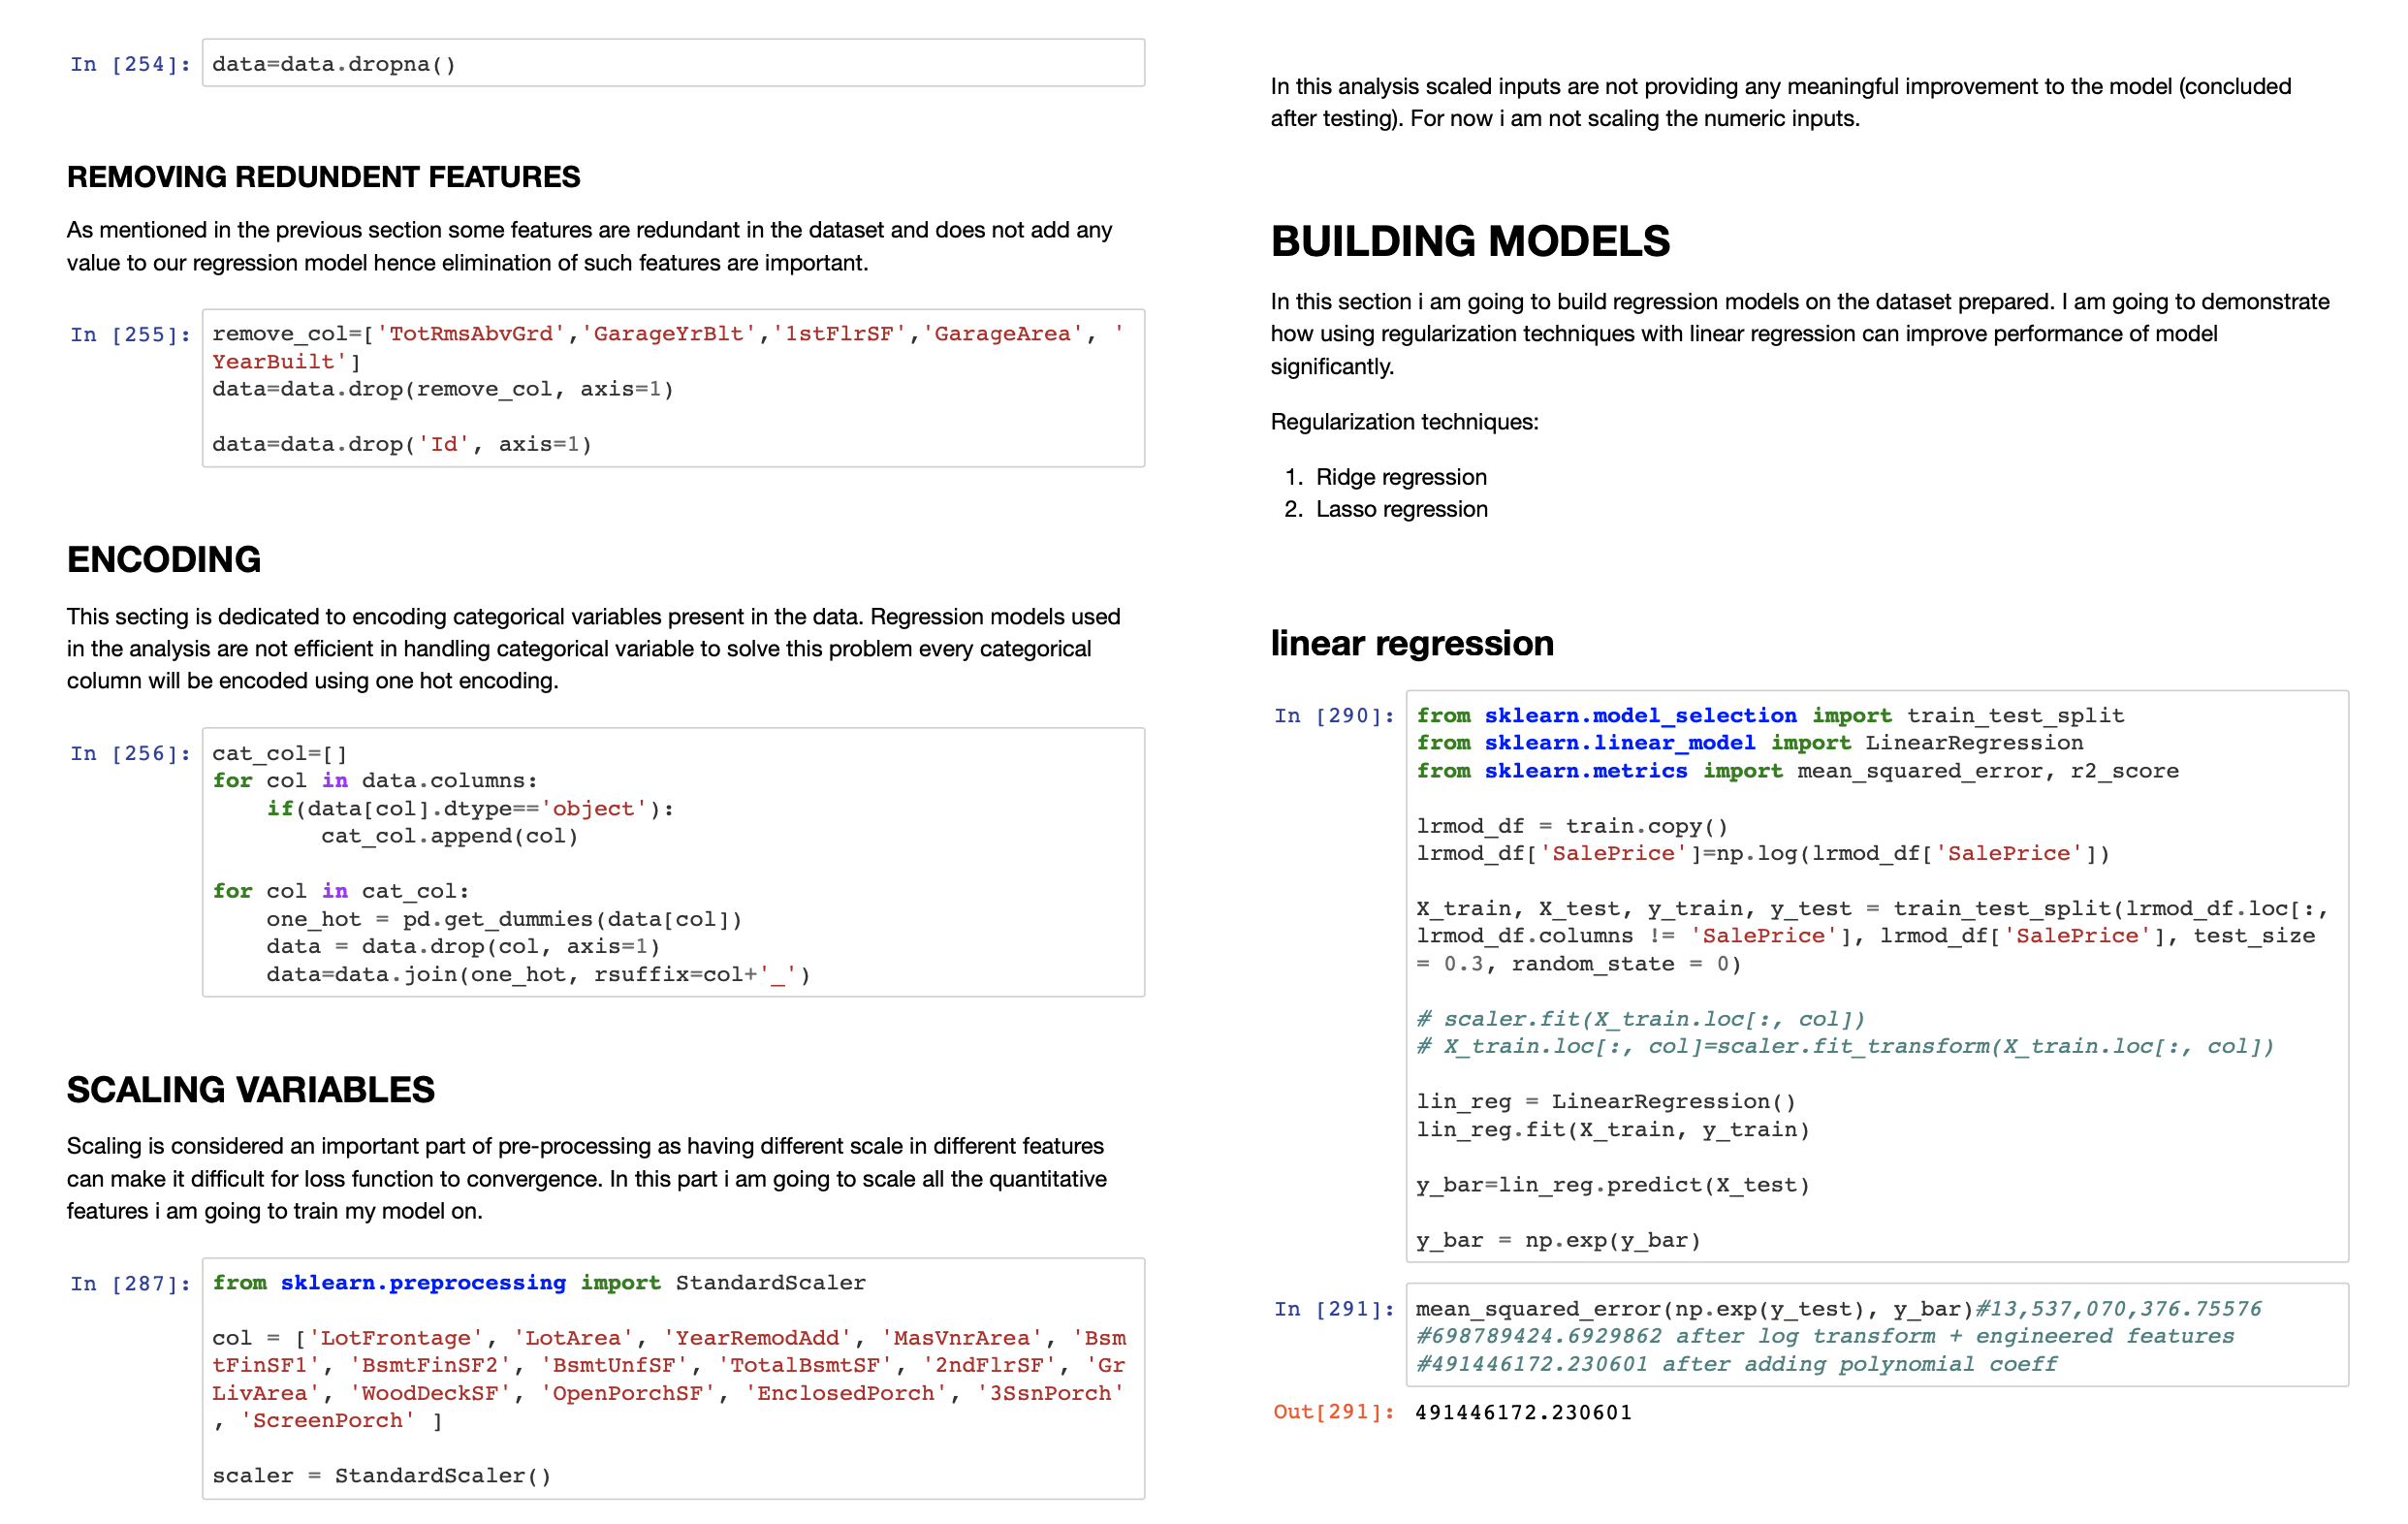 In [254]: data=data.dropna()
REMOVING REDUNDENT FEATURES
As mentioned in the previous section some features are redundant in the dataset and does not add any
value to our regression model hence elimination of such features are important.
In [255]: remove_col=['TotRmsAbvGrd','GarageYrBlt','1stFlrSF','GarageArea', '
YearBuilt']
data=data.drop(remove_col, axis=1)
data=data.drop('Id', axis=1)
ENCODING
This secting is dedicated to encoding categorical variables present in the data. Regression models used
in the analysis are not efficient in handling categorical variable to solve this problem every categorical
column will be encoded using one hot encoding.
In [256]: cat_col=[]
for col in data.columns:
    if(data[col].dtype=='object'):
        cat_col.append(col)
for col in cat_col:
    one_hot = pd.get_dummies(data[col])
    data = data.drop(col, axis=1)
    data=data.join(one_hot, rsuffix=col+'_')
SCALING VARIABLES
Scaling is considered an important part of pre-processing as having different scale in different features
can make it difficult for loss function to convergence. In this part i am going to scale all the quantitative
features i am going to train my model on.
In [287]: from sklearn.preprocessing import StandardScaler
col = ['LotFrontage', 'LotArea', 'YearRemodAdd', 'MasVnrArea', 'Bsm
tFinSF1', 'BsmtFinSF2', 'BsmtUnfSF', 'TotalBsmtSF', '2ndFlrSF', 'Gr
LivArea', 'WoodDeckSF', 'OpenPorchSF', 'EnclosedPorch', '3SsnPorch'
, 'ScreenPorch' ]
scaler = StandardScaler()
In this analysis scaled inputs are not providing any meaningful improvement to the model (concluded
after testing). For now i am not scaling the numeric inputs.
BUILDING MODELS
In this section i am going to build regression models on the dataset prepared. I am going to demonstrate
how using regularization techniques with linear regression can improve performance of model
significantly.
Regularization techniques:
1. Ridge regression
2. Lasso regression
linear regression
In [290]: from sklearn.model_selection import train_test_split
from sklearn.linear_model import LinearRegression
from sklearn.metrics import mean_squared_error, r2_score
lrmod_df = train.copy()
lrmod_df['SalePrice']=np.log(lrmod_df['SalePrice'])
X_train, X_test, y_train, y_test = train_test_split(lrmod_df.loc[:,
lrmod_df.columns != 'SalePrice'], lrmod_df['SalePrice'], test_size
= 0.3, random_state = 0)
# scaler.fit(X_train.loc[:, col])
# X_train.loc[:, col]=scaler.fit_transform(X_train.loc[:, col])
lin_reg = LinearRegression()
lin_reg.fit(X_train, y_train)
y_bar=lin_reg.predict(X_test)
y_bar = np.exp(y_bar)
In [291]: mean_squared_error(np.exp(y_test), y_bar)#13,537,070,376.75576
#698789424.6929862 after log transform + engineered features
#491446172.230601 after adding polynomial coeff
Out[291]: 491446172.230601